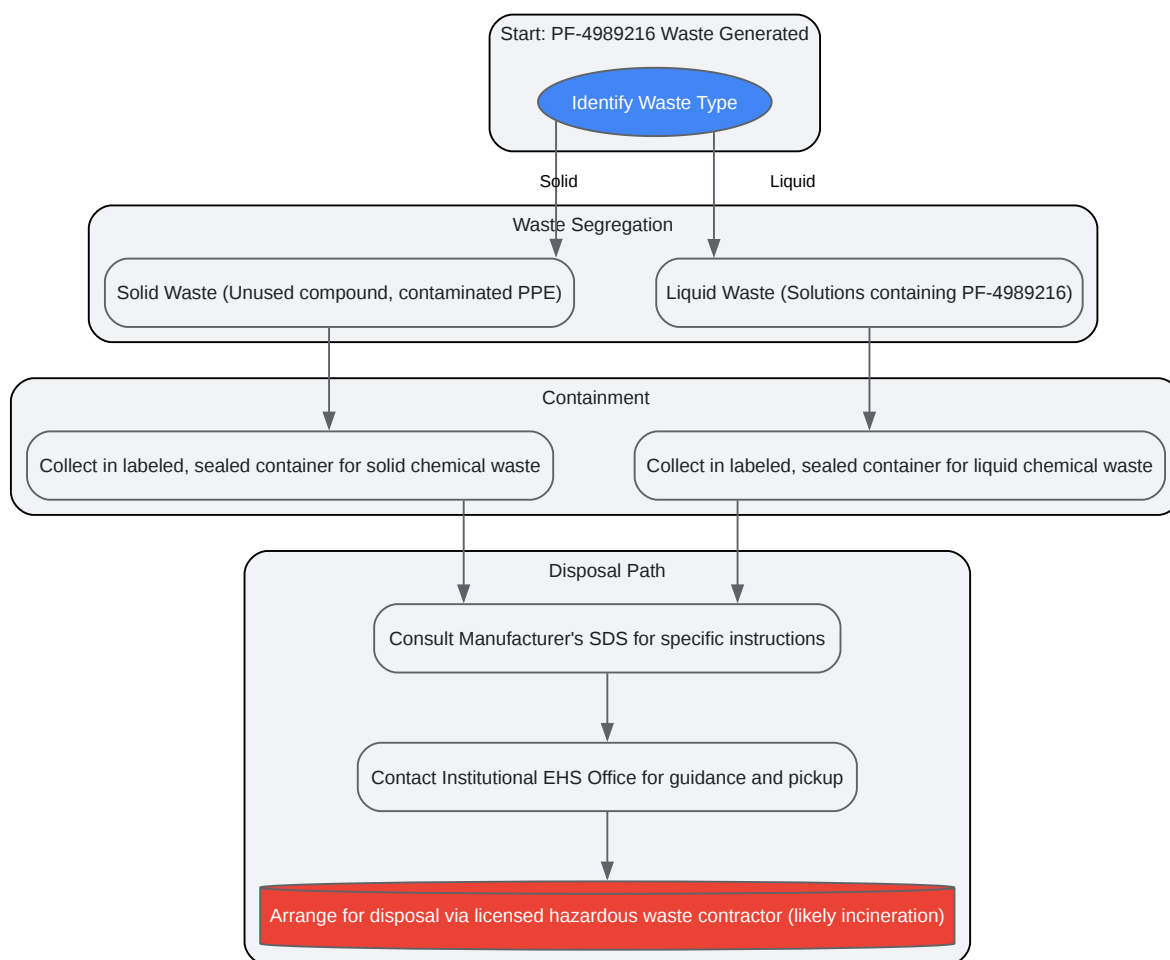 Start: PF-4989216 Waste Generated
Identify Waste Type
Solid
Liquid
Waste Segregation
Solid Waste (Unused compound, contaminated PPE)
Liquid Waste (Solutions containing PF-4989216)
Containment
Collect in labeled, sealed container for solid chemical waste
Collect in labeled, sealed container for liquid chemical waste
Disposal Path
Consult Manufacturer's SDS for specific instructions
Contact Institutional EHS Office for guidance and pickup
Arrange for disposal via licensed hazardous waste contractor (likely incineration)